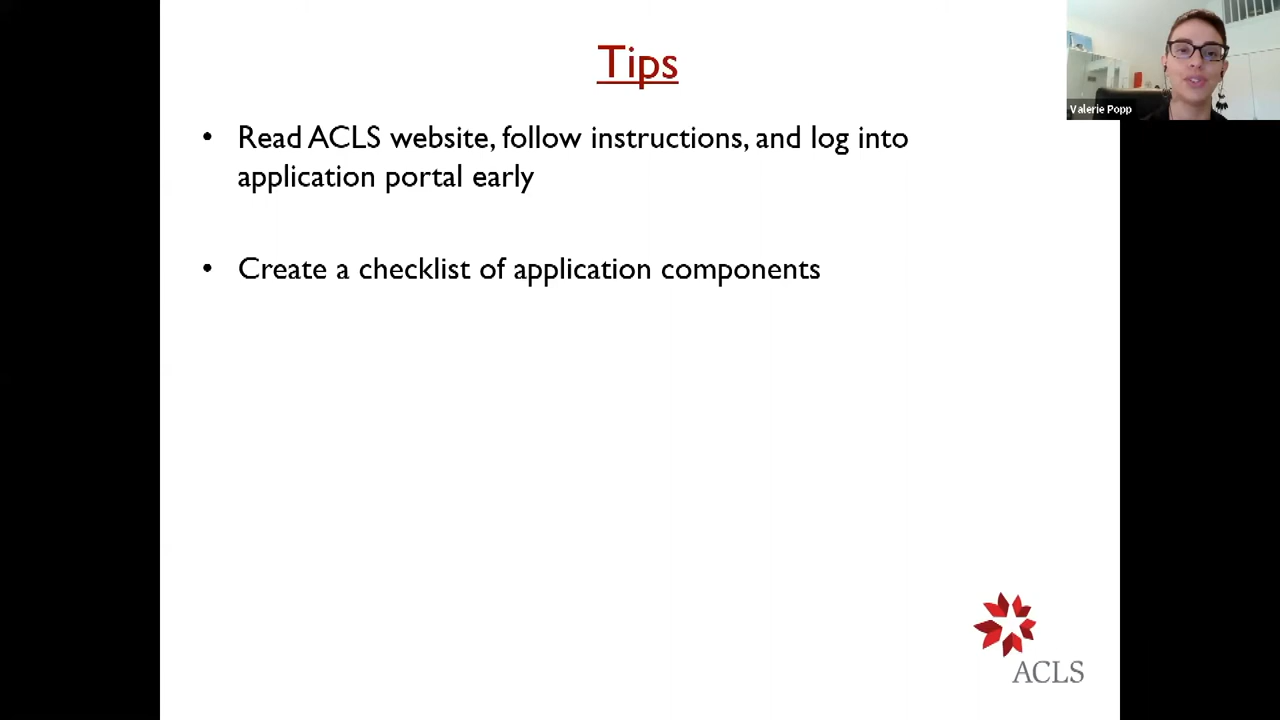 Tips
Valerie Popp
• Read ACLS website, follow instructions, and log into
application portal early
• Create a checklist of application components
ACLS